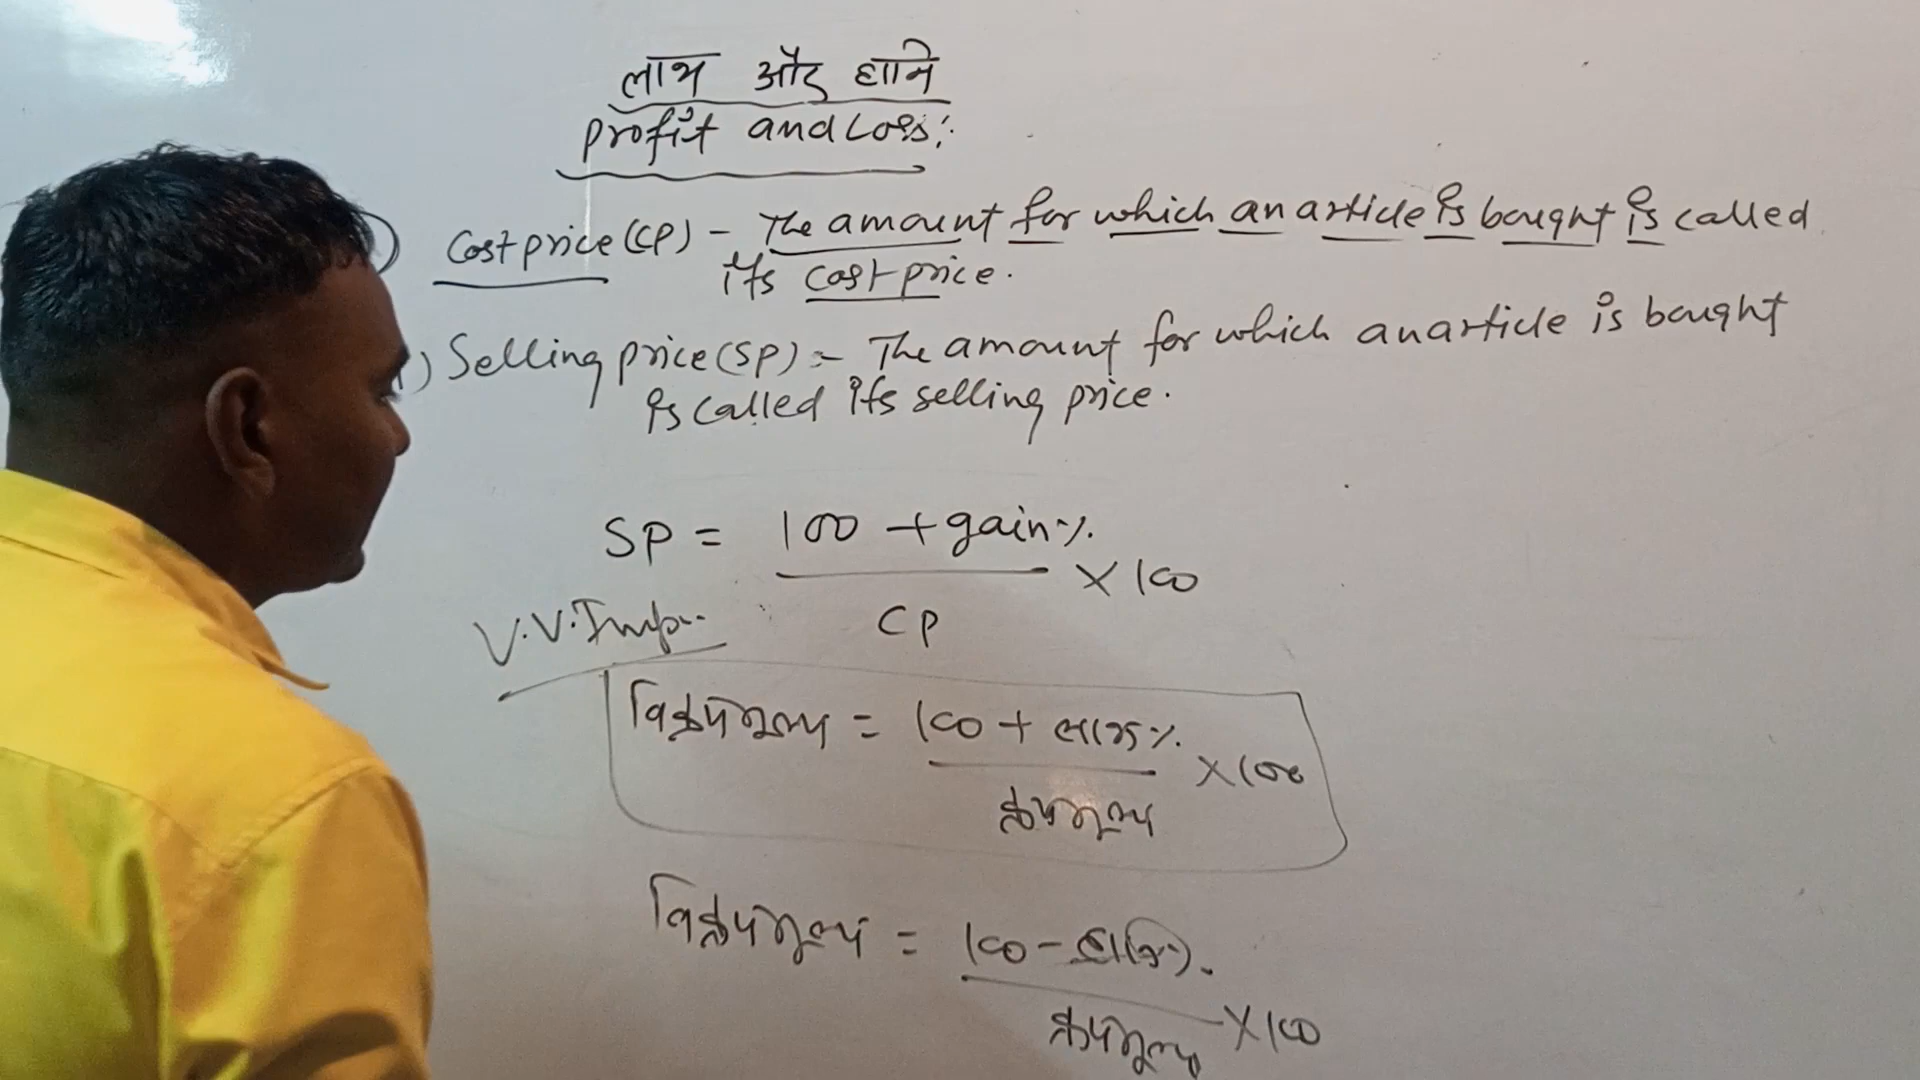 लाभ और हानि
profit and Loss:
Cost price (CP) - The amount for which an article is bought is called
its cost price.
) Selling price (SP) :- The amount for which an article is bought
is called its selling price.
SP = 100 + gain% / CP × 100
V.V. Imp..
विक्रयमूल्य = 100 + लाभ% / क्रयमूल्य × 100
विक्रयमूल्य = 100 - हानि% / क्रयमूल्य × 100